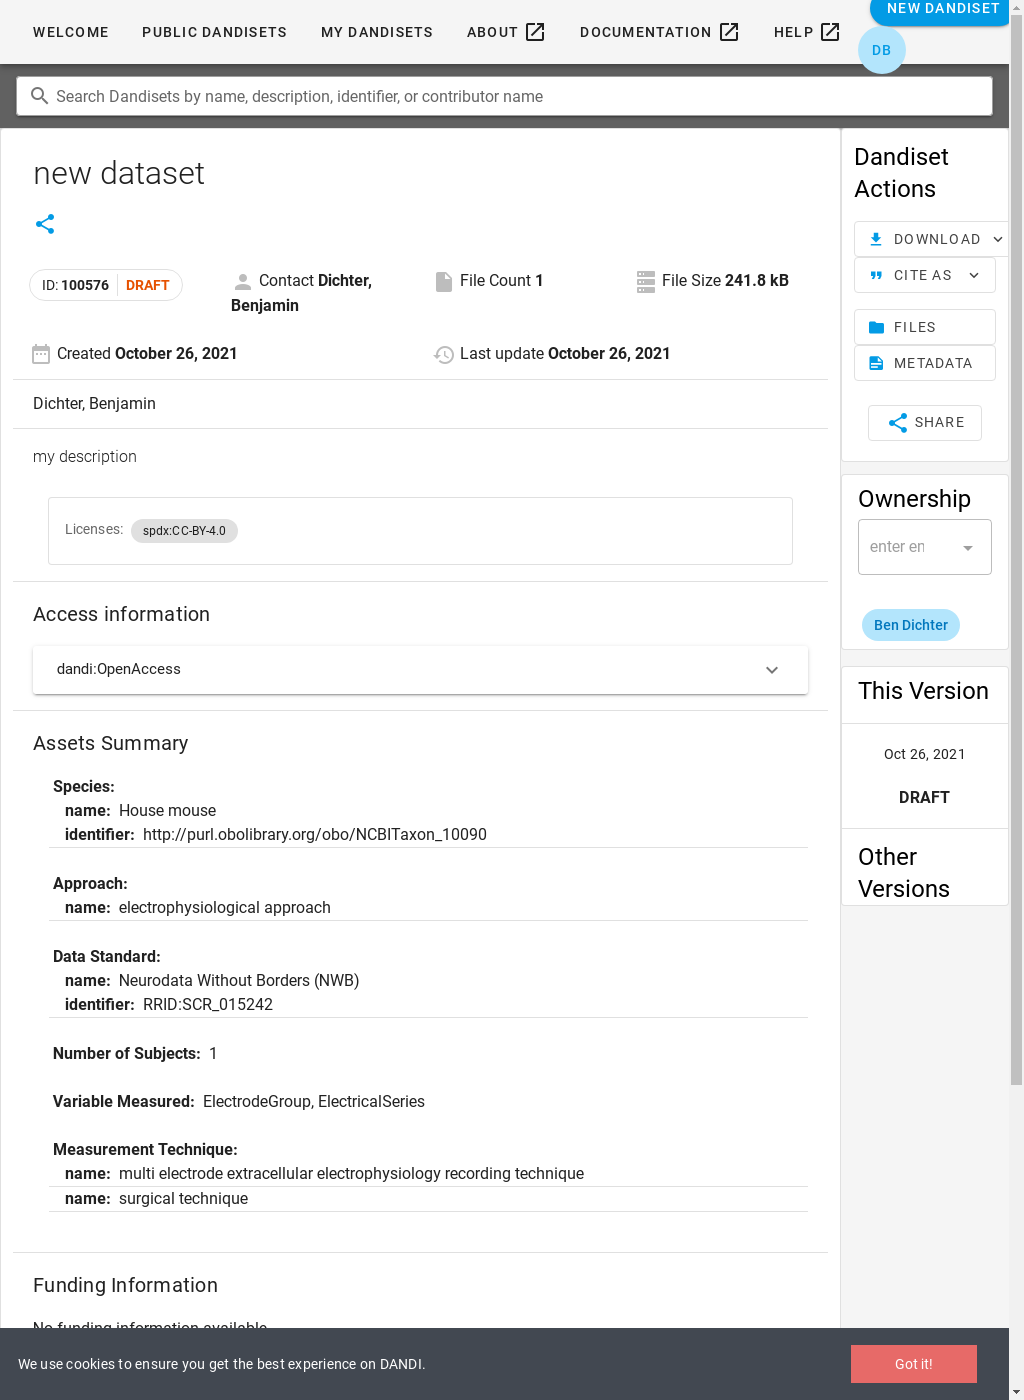 WELCOME PUBLIC DANDISETS MY DANDISETS ABOUT DOCUMENTATION HELP NEW DANDISET
DB
Search Dandisets by name, description, identifier, or contributor name
new dataset
ID: 100576 DRAFT
Contact Dichter, Benjamin
File Count 1
File Size 241.8 kB
Created October 26, 2021
Last update October 26, 2021
Dichter, Benjamin
my description
Licenses: spdx:CC-BY-4.0
Access information
dandi:OpenAccess
Assets Summary
Species:
name: House mouse
identifier: http://purl.obolibrary.org/obo/NCBITaxon_10090
Approach:
name: electrophysiological approach
Data Standard:
name: Neurodata Without Borders (NWB)
identifier: RRID:SCR_015242
Number of Subjects: 1
Variable Measured: ElectrodeGroup, ElectricalSeries
Measurement Technique:
name: multi electrode extracellular electrophysiology recording technique
name: surgical technique
Funding Information
No funding information available
Dandiset
Actions
DOWNLOAD
CITE AS
FILES
METADATA
SHARE
Ownership
enter en
Ben Dichter
This Version
Oct 26, 2021
DRAFT
Other
Versions
We use cookies to ensure you get the best experience on DANDI.
Got it!